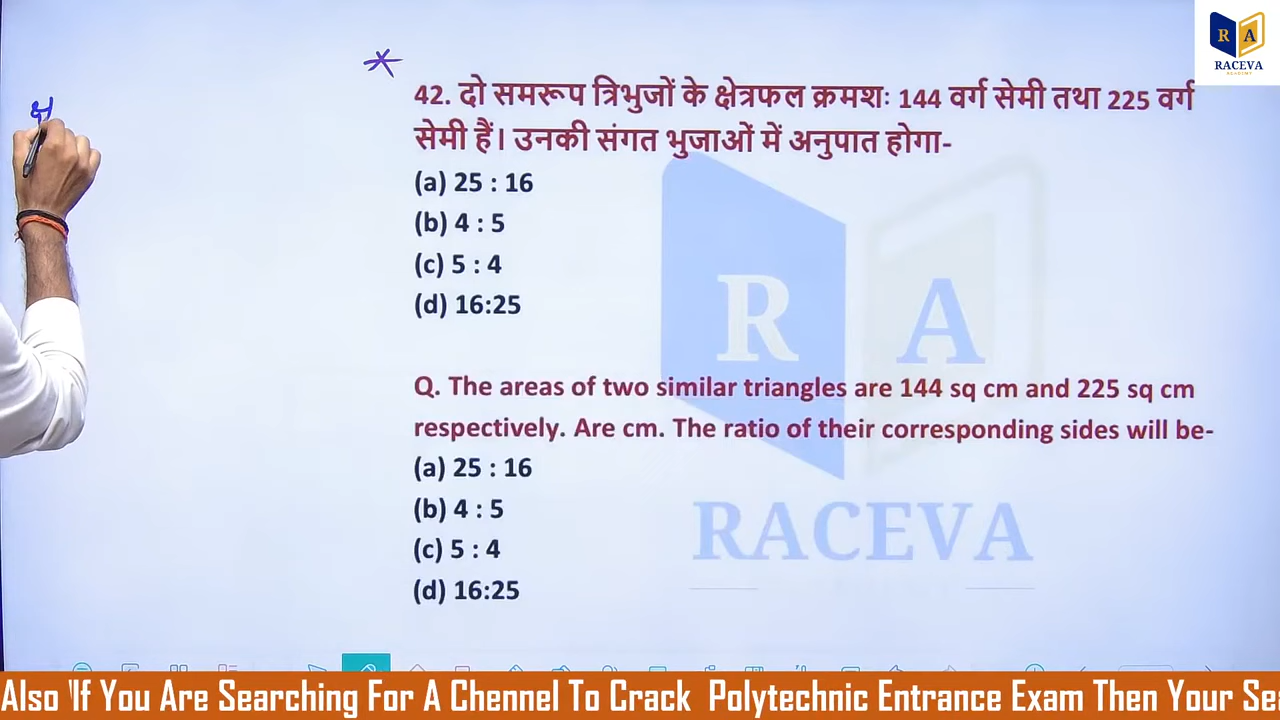 R A
RACEVA
ACADEMY
42. दो समरूप त्रिभुजों के क्षेत्रफल क्रमशः 144 वर्ग सेमी तथा 225 वर्ग
सेमी हैं। उनकी संगत भुजाओं में अनुपात होगा-
(a) 25 : 16
(b) 4 : 5
(c) 5 : 4
(d) 16:25
Q. The areas of two similar triangles are 144 sq cm and 225 sq cm
respectively. Are cm. The ratio of their corresponding sides will be-
(a) 25 : 16
(b) 4 : 5
(c) 5 : 4
(d) 16:25
R A
RACEVA
Also 'If You Are Searching For A Chennel To Crack Polytechnic Entrance Exam Then Your